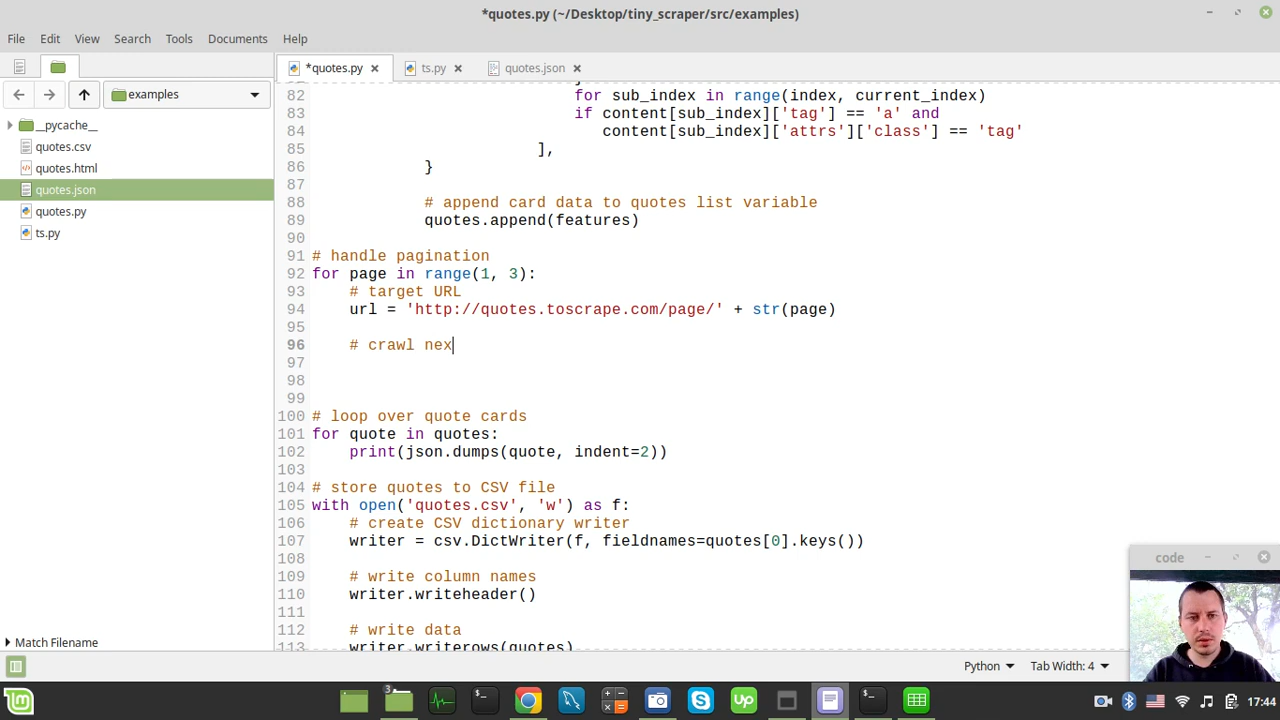 *quotes.py (~/Desktop/tiny_scraper/src/examples)
File Edit View Search Tools Documents Help
*quotes.py ts.py quotes.json
examples
__pycache__
quotes.csv
quotes.html
quotes.json
quotes.py
ts.py
82 for sub_index in range(index, current_index)
83 if content[sub_index]['tag'] == 'a' and
84 content[sub_index]['attrs']['class'] == 'tag'
85 ],
86 }
87
88 # append card data to quotes list variable
89 quotes.append(features)
90
91 # handle pagination
92 for page in range(1, 3):
93 # target URL
94 url = 'http://quotes.toscrape.com/page/' + str(page)
95
96 # crawl nex
97
98
99
100 # loop over quote cards
101 for quote in quotes:
102 print(json.dumps(quote, indent=2))
103
104 # store quotes to CSV file
105 with open('quotes.csv', 'w') as f:
106 # create CSV dictionary writer
107 writer = csv.DictWriter(f, fieldnames=quotes[0].keys())
108
109 # write column names
110 writer.writeheader()
111
112 # write data
113 writer.writerows(quotes)
code
Match Filename
Python Tab Width: 4
3
Up
17:44